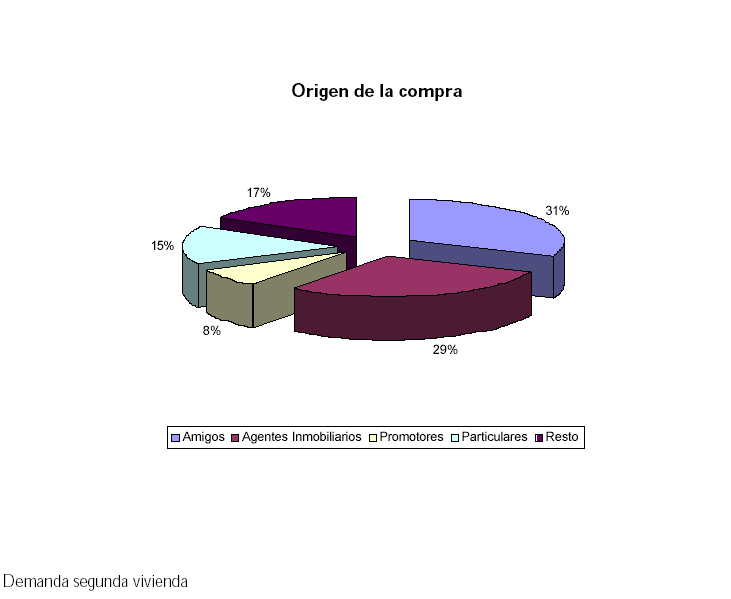 Origen de la compra
17%
31%
15%
8%
29%
Amigos Agentes Inmobiliarios Promotores Particulares Resto
Demanda segunda vivienda